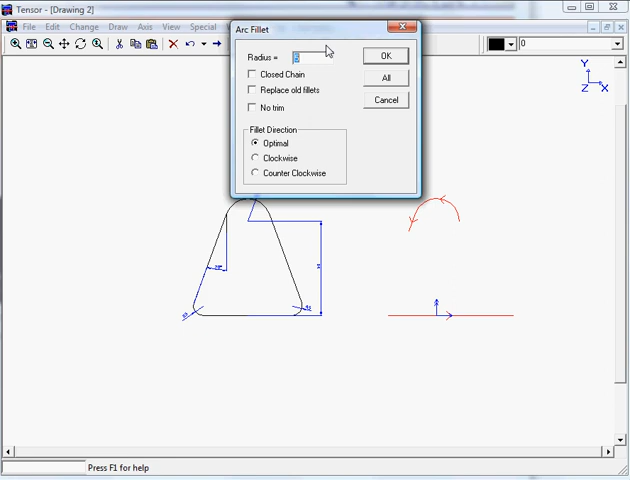 Tensor - [Drawing 2]
File Edit Change Draw Axis View Special
0
Arc Fillet
Radius =
5
OK
Closed Chain
All
Replace old fillets
Cancel
No trim
Fillet Direction
Optimal
Clockwise
Counter Clockwise
Y
Z X
Press F1 for help